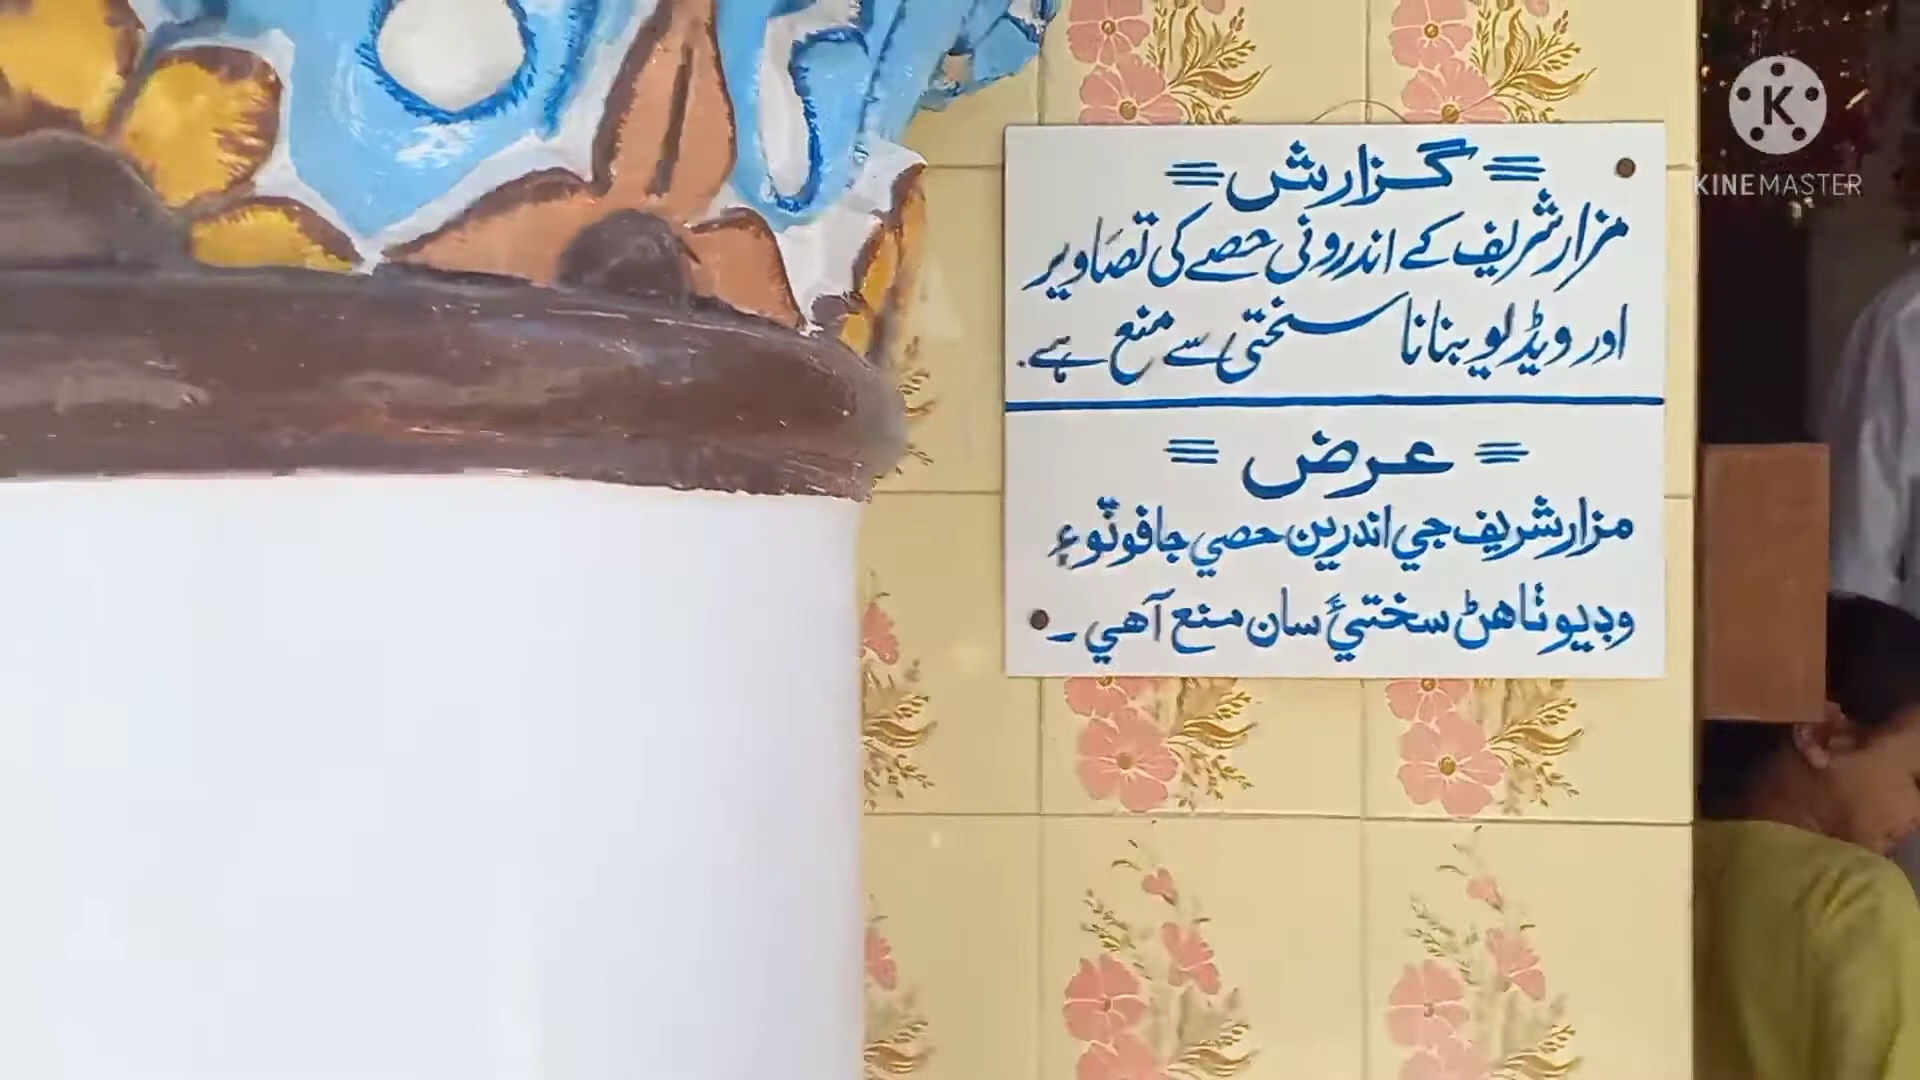 گزارش
مزار شریف کے اندرونی حصے کی تصاویر
اور ویڈیو بنانا سختی سے منع ہے۔
عرض
مزار شريف جي اندرين حصي جا فوٽو ۽
وڊيو ٺاهڻ سختيءَ سان منع آهي ۔
KINEMASTER